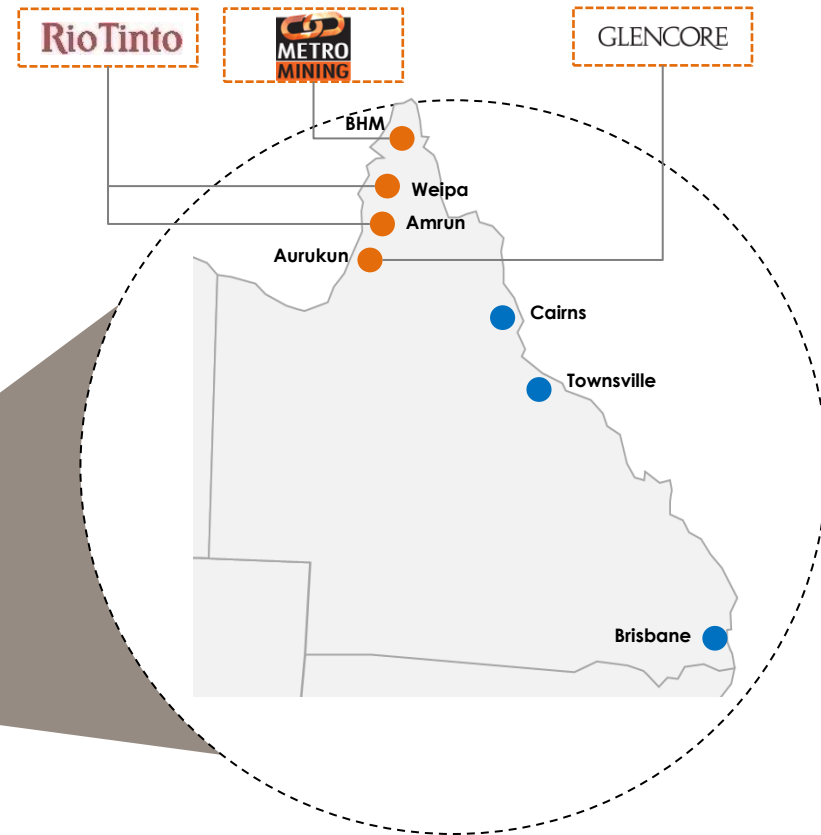 RioTinto
METRO
MINING
GLENCORE
BHM
Weipa
Amrun
Aurukun
Cairns
Townsville
Brisbane